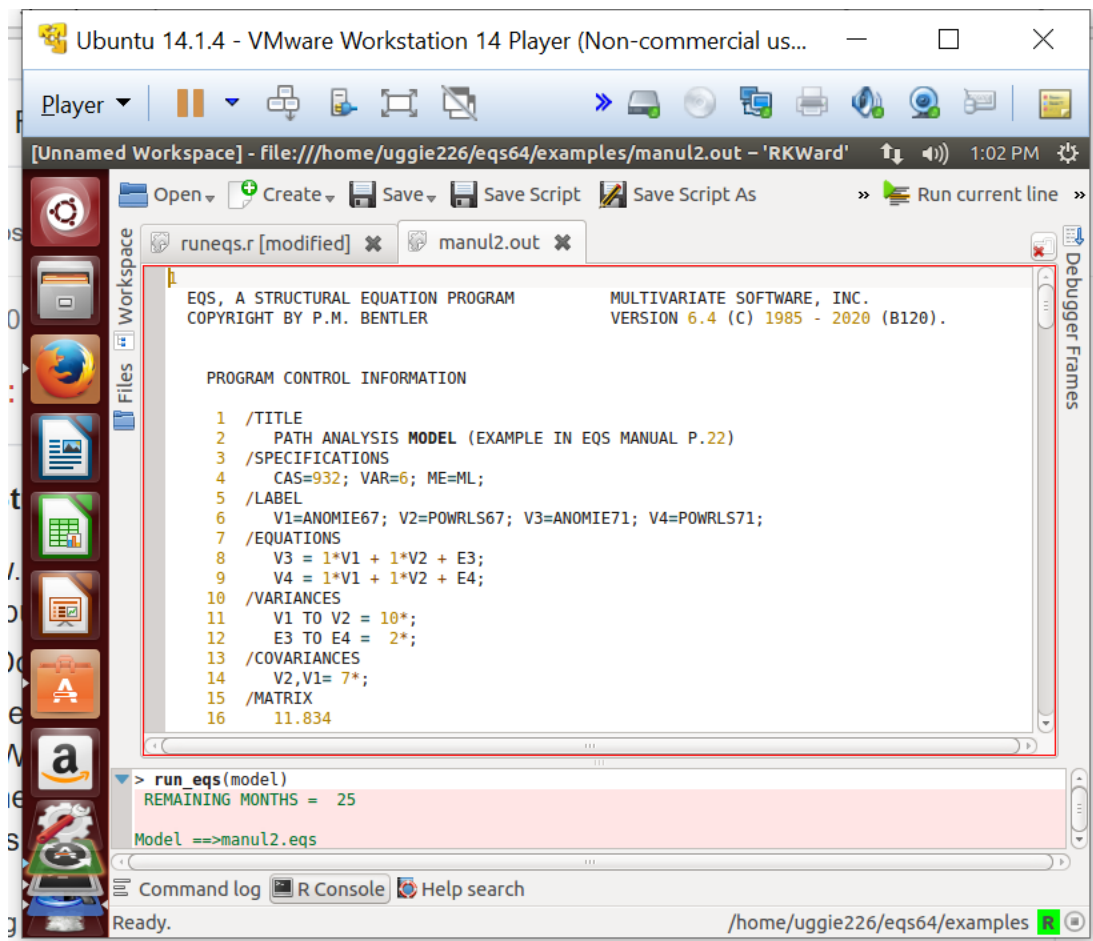 Ubuntu 14.1.4 - VMware Workstation 14 Player (Non-commercial us...
Player
[Unnamed Workspace] - file:///home/uggie226/eqs64/examples/manul2.out – 'RKWard' 1:02 PM
Open Create Save Save Script Save Script As » Run current line »
runeqs.r [modified] manul2.out
Workspace
Files
Debugger Frames
1
EQS, A STRUCTURAL EQUATION PROGRAM MULTIVARIATE SOFTWARE, INC.
COPYRIGHT BY P.M. BENTLER VERSION 6.4 (C) 1985 - 2020 (B120).
PROGRAM CONTROL INFORMATION
1 /TITLE
2 PATH ANALYSIS MODEL (EXAMPLE IN EQS MANUAL P.22)
3 /SPECIFICATIONS
4 CAS=932; VAR=6; ME=ML;
5 /LABEL
6 V1=ANOMIE67; V2=POWRLS67; V3=ANOMIE71; V4=POWRLS71;
7 /EQUATIONS
8 V3 = 1*V1 + 1*V2 + E3;
9 V4 = 1*V1 + 1*V2 + E4;
10 /VARIANCES
11 V1 TO V2 = 10*;
12 E3 TO E4 = 2*;
13 /COVARIANCES
14 V2,V1= 7*;
15 /MATRIX
16 11.834
> run_eqs(model)
REMAINING MONTHS = 25
Model ==>manul2.eqs
Command log R Console Help search
Ready. /home/uggie226/eqs64/examples R